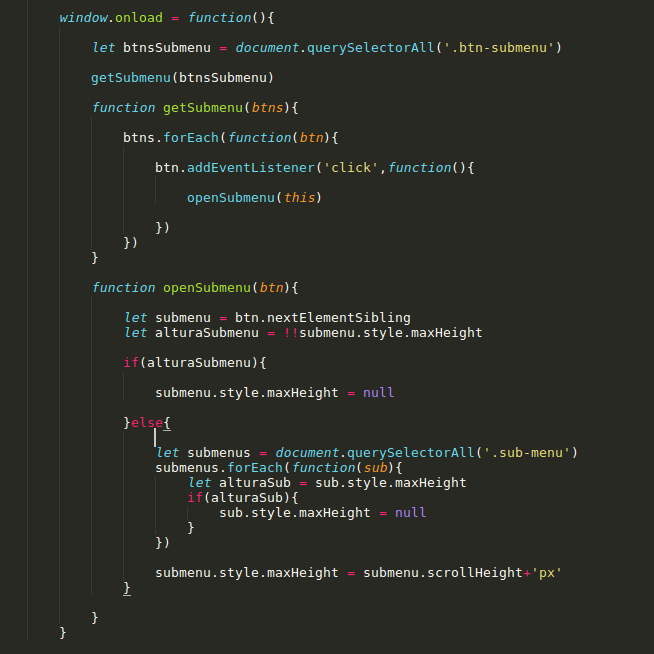 window.onload = function(){
let btnsSubmenu = document.querySelectorAll('.btn-submenu')
getSubmenu(btnsSubmenu)
function getSubmenu(btns){
btns.forEach(function(btn){
btn.addEventListener('click',function(){
openSubmenu(this)
})
})
}
function openSubmenu(btn){
let submenu = btn.nextElementSibling
let alturaSubmenu = !!submenu.style.maxHeight
if(alturaSubmenu){
submenu.style.maxHeight = null
}else{
let submenus = document.querySelectorAll('.sub-menu')
submenus.forEach(function(sub){
let alturaSub = sub.style.maxHeight
if(alturaSub){
sub.style.maxHeight = null
}
})
submenu.style.maxHeight = submenu.scrollHeight+'px'
}
}
}